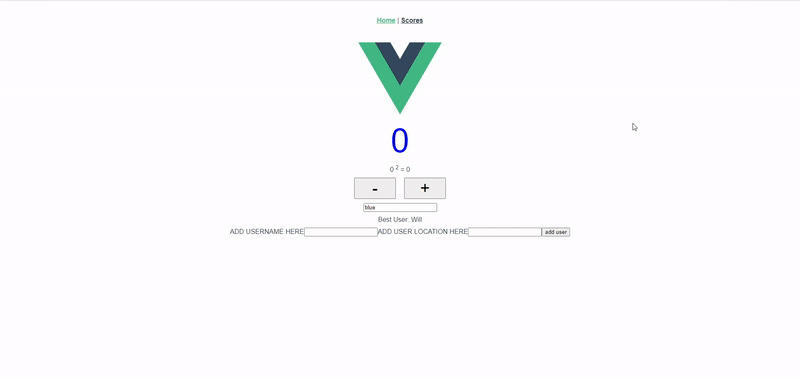 Home | Scores
0
0 2 = 0
- +
blue
Best User: Will
ADD USERNAME HERE ADD USER LOCATION HERE add user